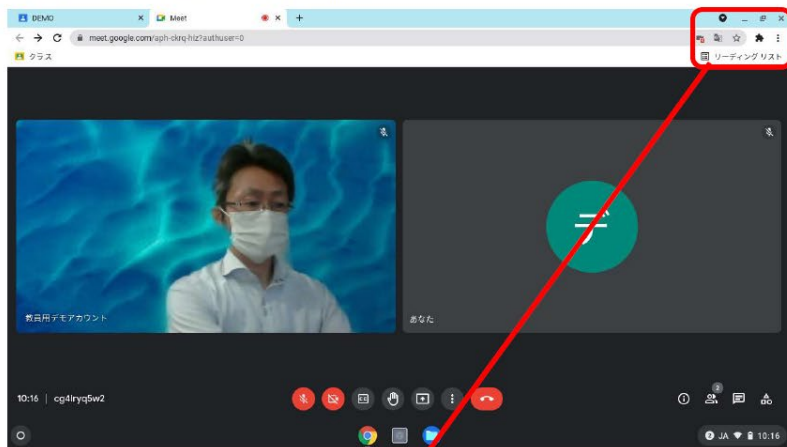 DEMO
Meet
meet.google.com/aph-ckrq-hiz?authuser=0
クラス
リーディング リスト
デ
教員用デモアカウント
あなた
10:16 | cg4lryq5w2
2
JA 10:16